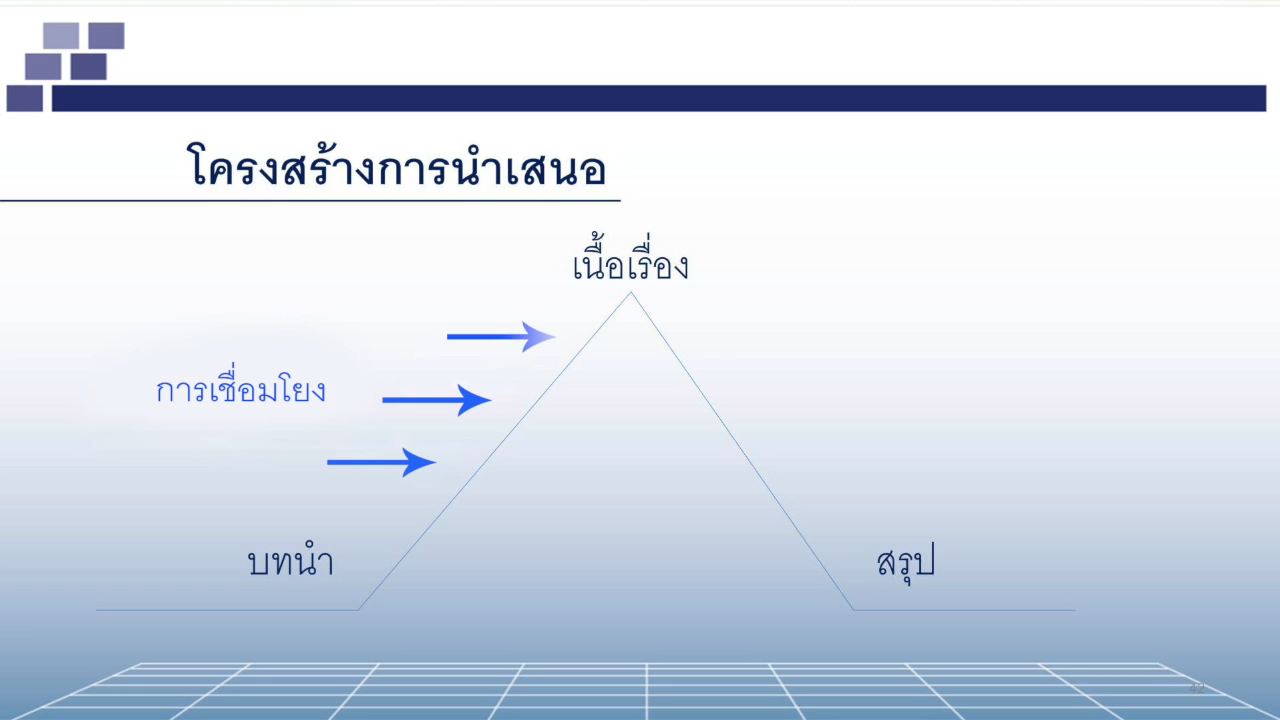 โครงสร้างการนำเสนอ
เนื้อเรื่อง
การเชื่อมโยง
บทนำ
สรุป